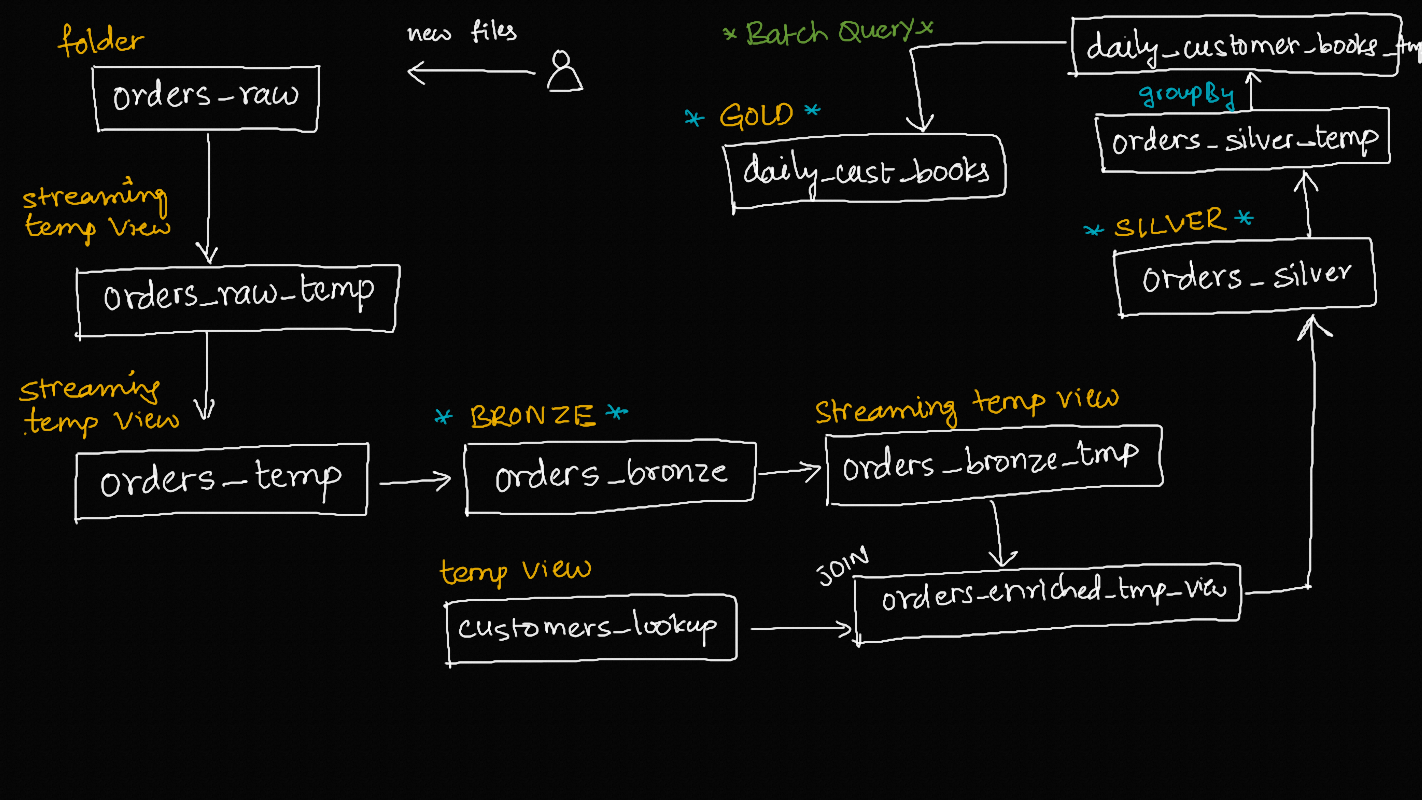 folder
new files
orders_raw
streaming
temp view
orders_raw_temp
streaming
temp view
orders_temp
* BRONZE *
orders_bronze
streaming temp view
orders_bronze_tmp
temp view
customers_lookup
JOIN
orders_enriched_tmp_view
* SILVER *
orders_silver
orders_silver_temp
groupBy
daily_customer_books_tmp
* Batch Query *
* GOLD *
daily_cust_books